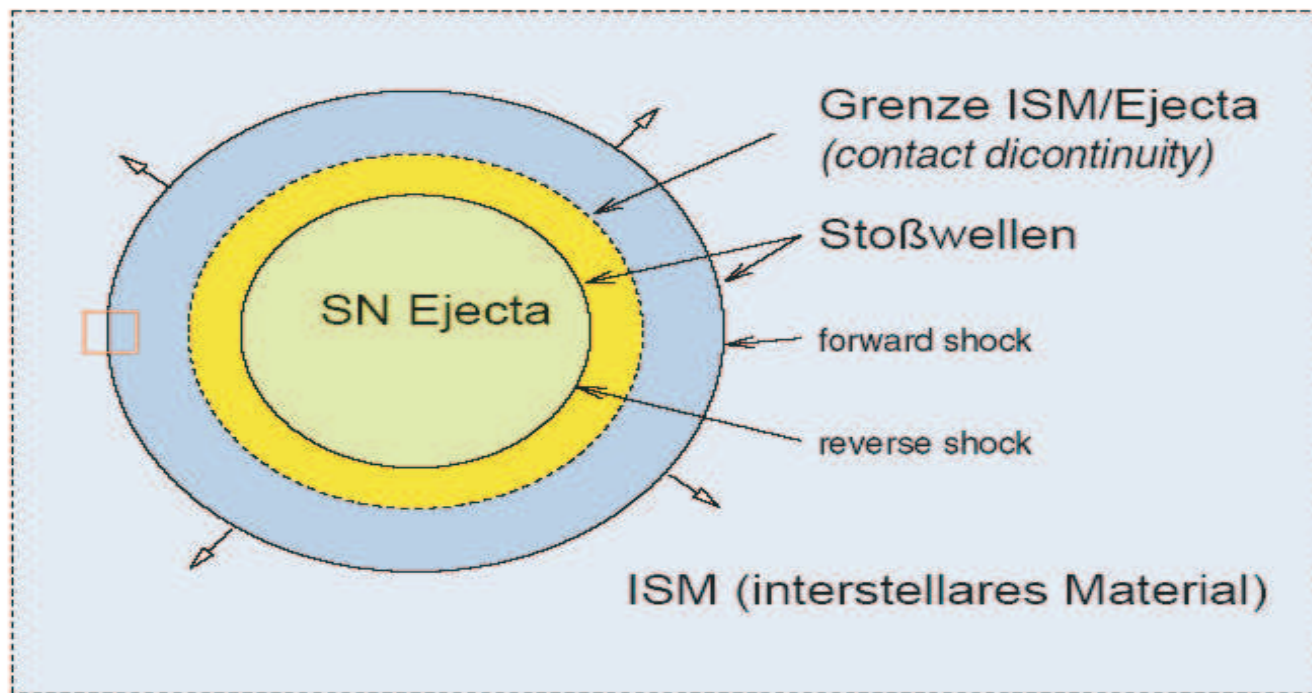 Grenze ISM/Ejecta
(contact dicontinuity)
Stoßwellen
SN Ejecta
forward shock
reverse shock
ISM (interstellares Material)